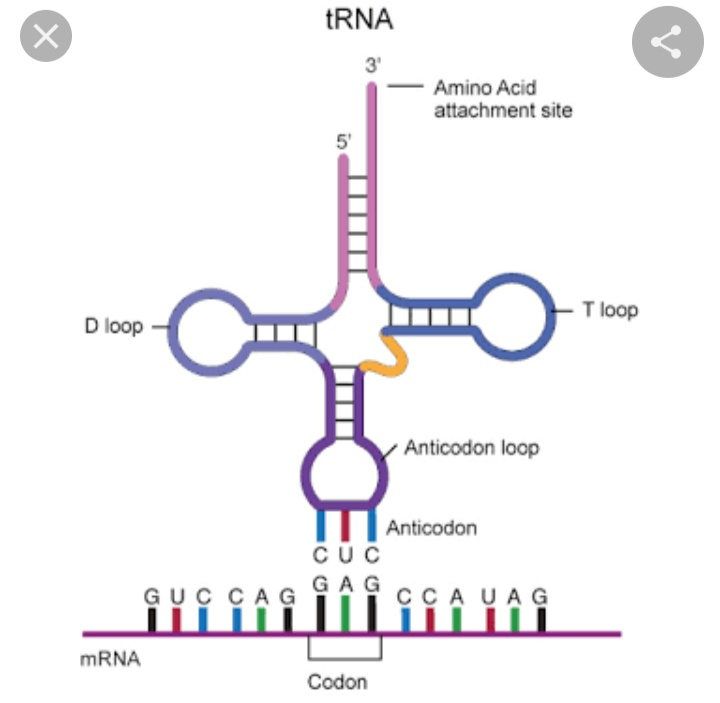 tRNA
3'
Amino Acid
attachment site
5'
D loop
T loop
Anticodon loop
Anticodon
C U C
G U C C A G G A G C C A U A G
mRNA
Codon